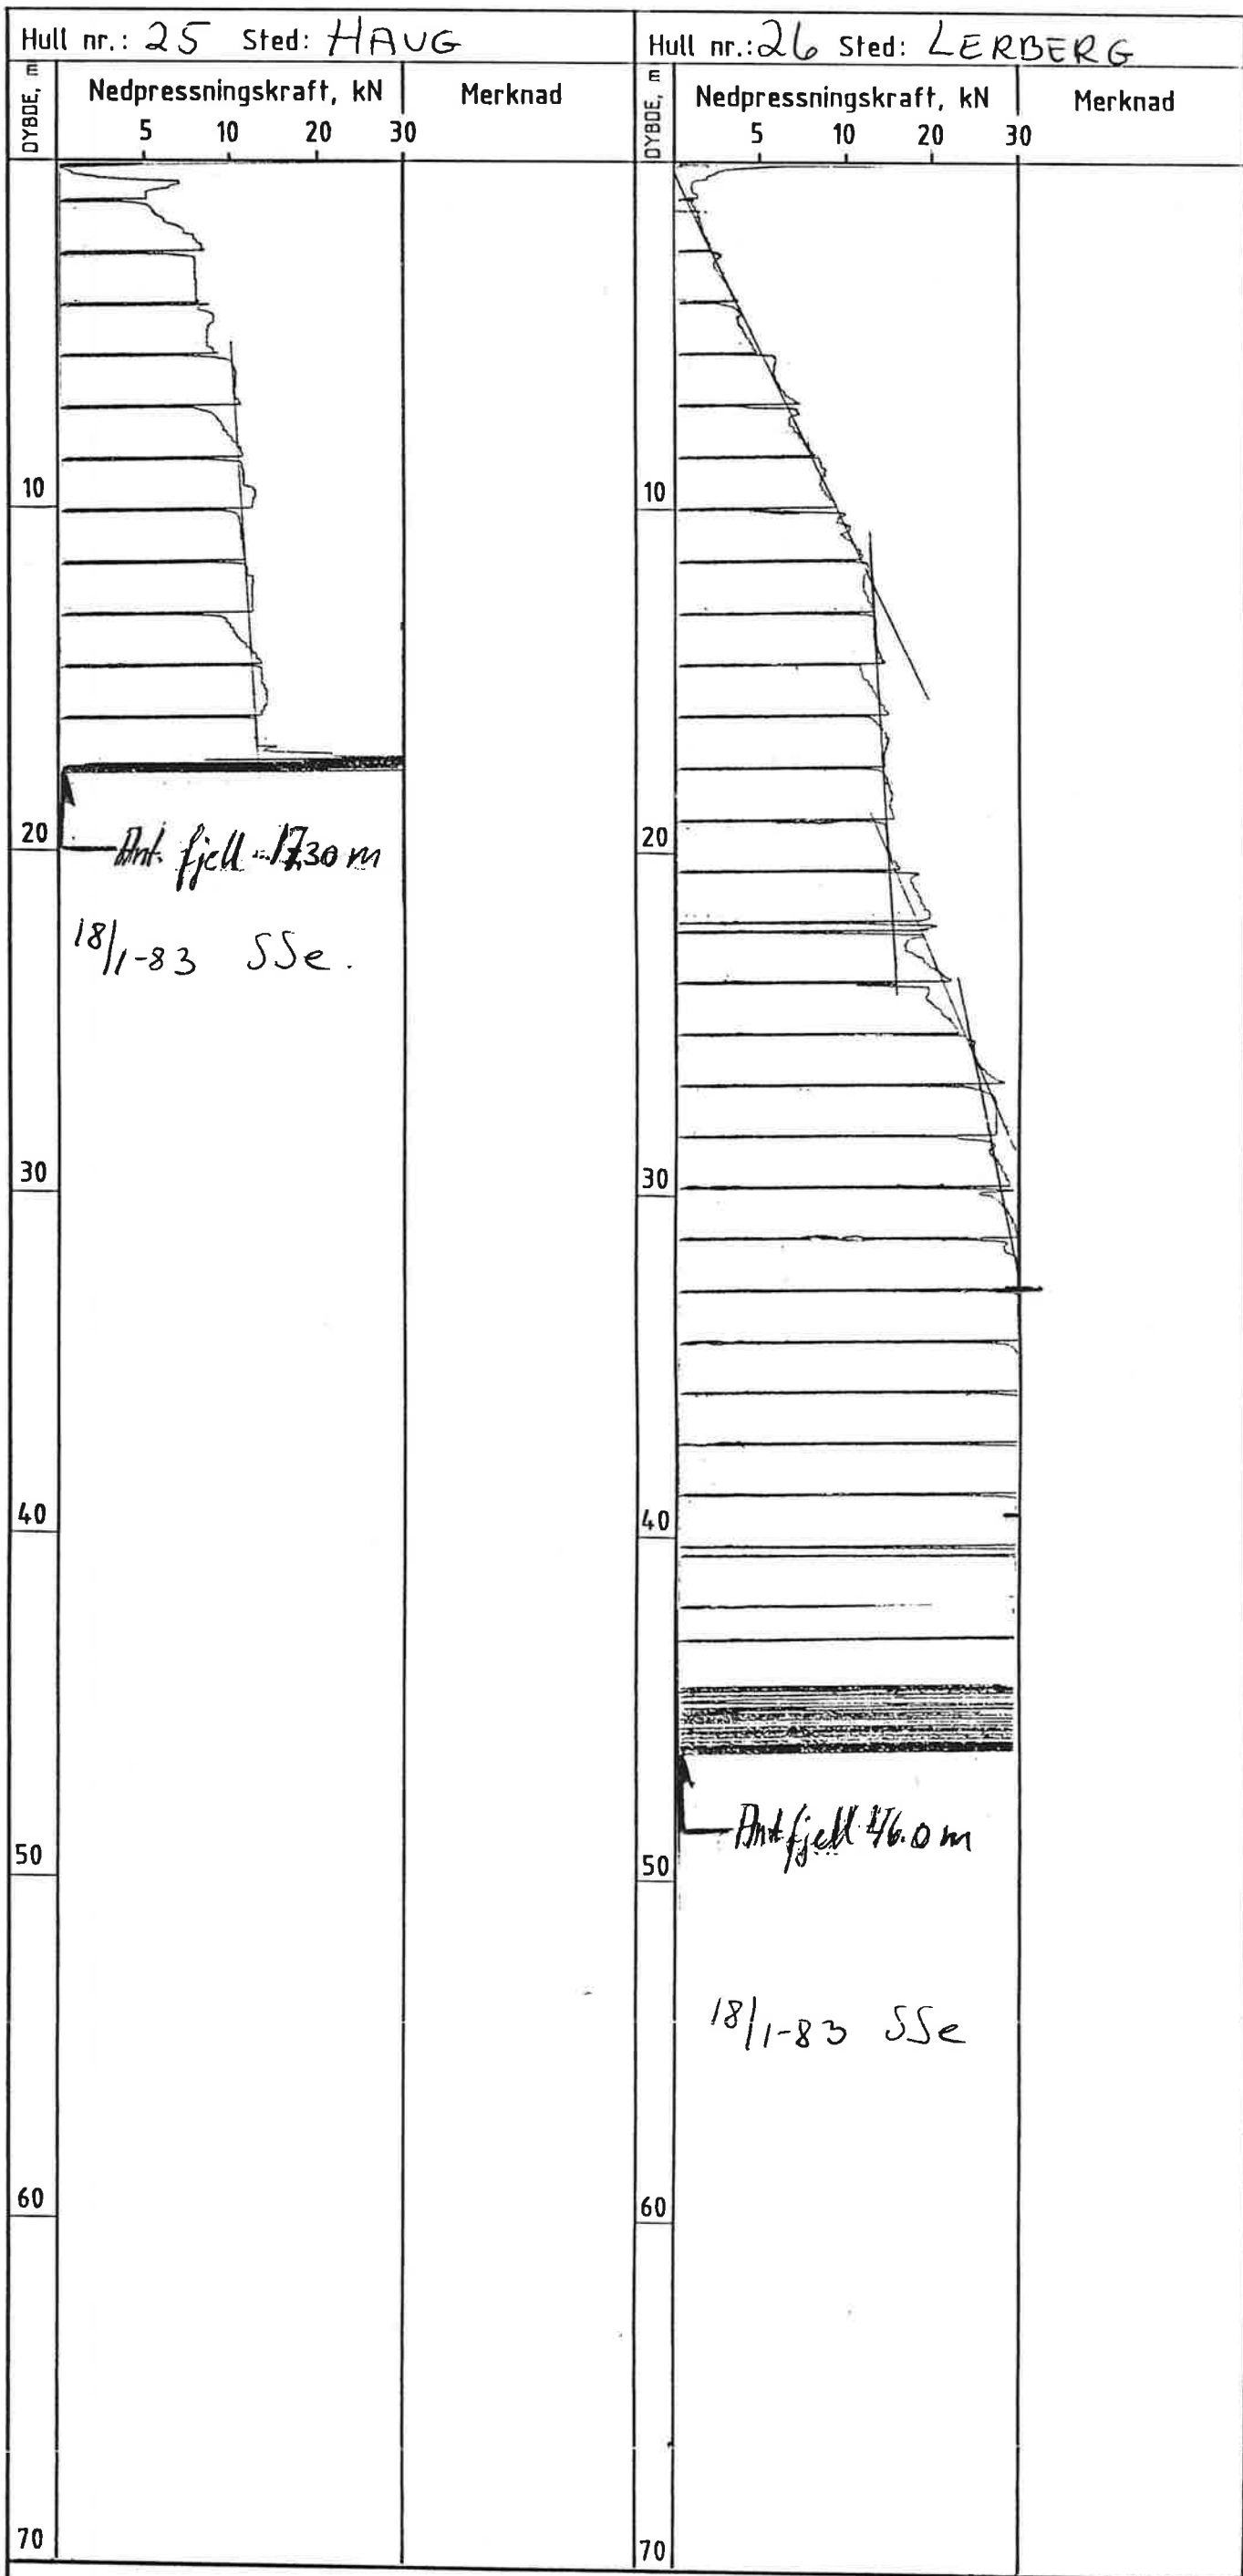 Hull nr.: 25 Sted: HAUG
DYBDE, m
Nedpressningskraft, kN
Merknad
5 10 20 30
10
20
Ant. fjell - 17.30 m
18/1-83 SSe.
30
40
50
60
70
Hull nr.: 26 Sted: LERBERG
DYBDE, m
Nedpressningskraft, kN
Merknad
5 10 20 30
10
20
30
40
Ant fjell 46.0 m
50
18/1-83 SSe
60
70